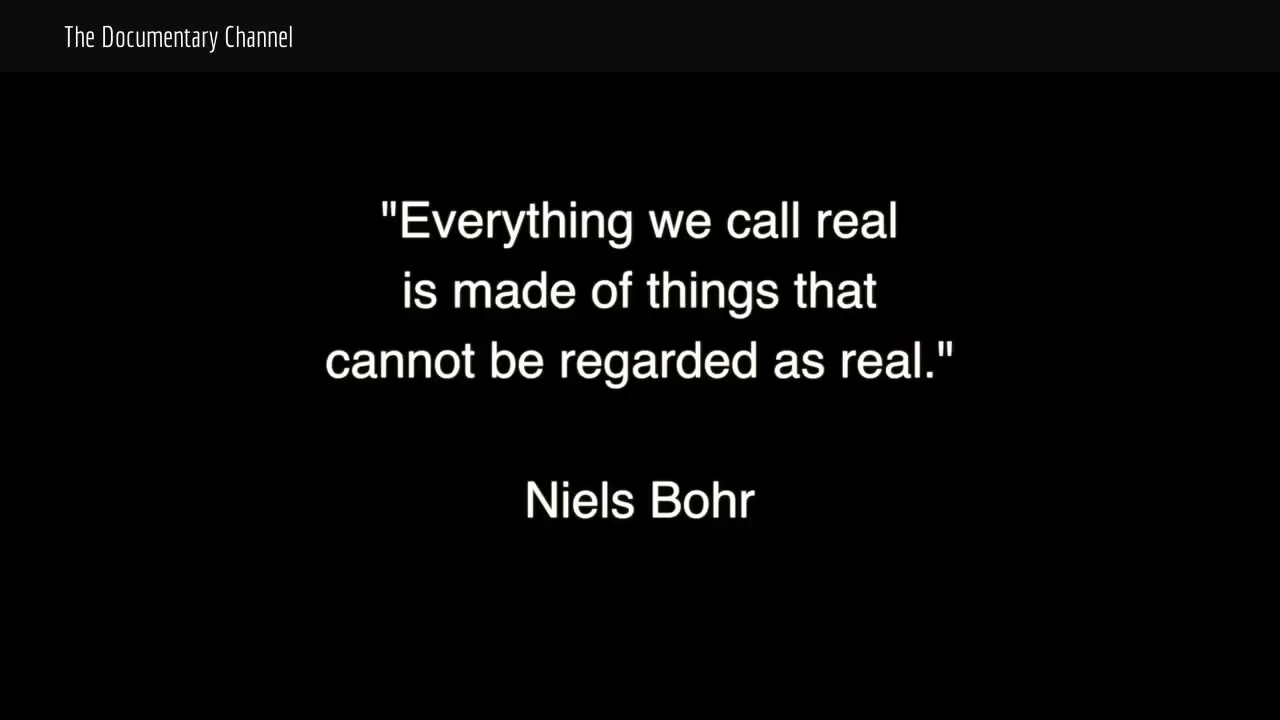 The Documentary Channel
"Everything we call real
is made of things that
cannot be regarded as real."
Niels Bohr